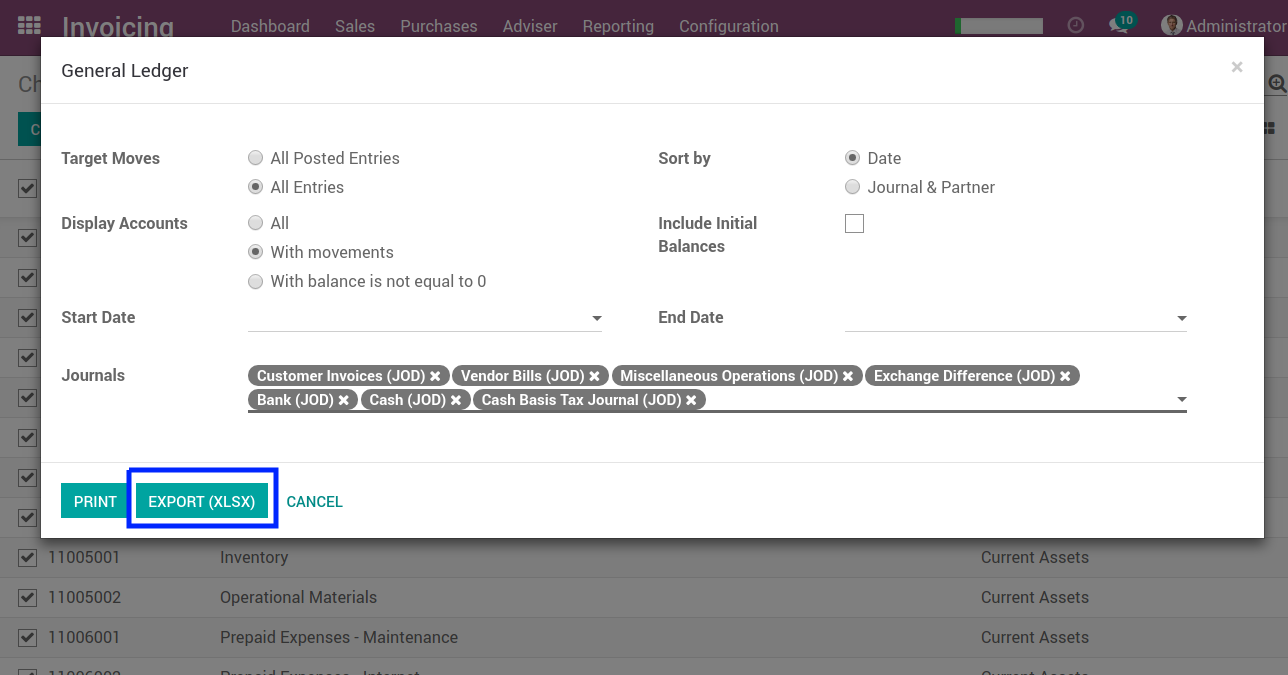 Invoicing Dashboard Sales Purchases Adviser Reporting Configuration 10 Administrator
General Ledger ×
Target Moves All Posted Entries Sort by Date
All Entries Journal & Partner
Display Accounts All Include Initial
Balances
With movements
With balance is not equal to 0
Start Date End Date
Journals Customer Invoices (JOD) Vendor Bills (JOD) Miscellaneous Operations (JOD) Exchange Difference (JOD)
Bank (JOD) Cash (JOD) Cash Basis Tax Journal (JOD)
PRINT EXPORT (XLSX) CANCEL
11005001 Inventory Current Assets
11005002 Operational Materials Current Assets
11006001 Prepaid Expenses - Maintenance Current Assets